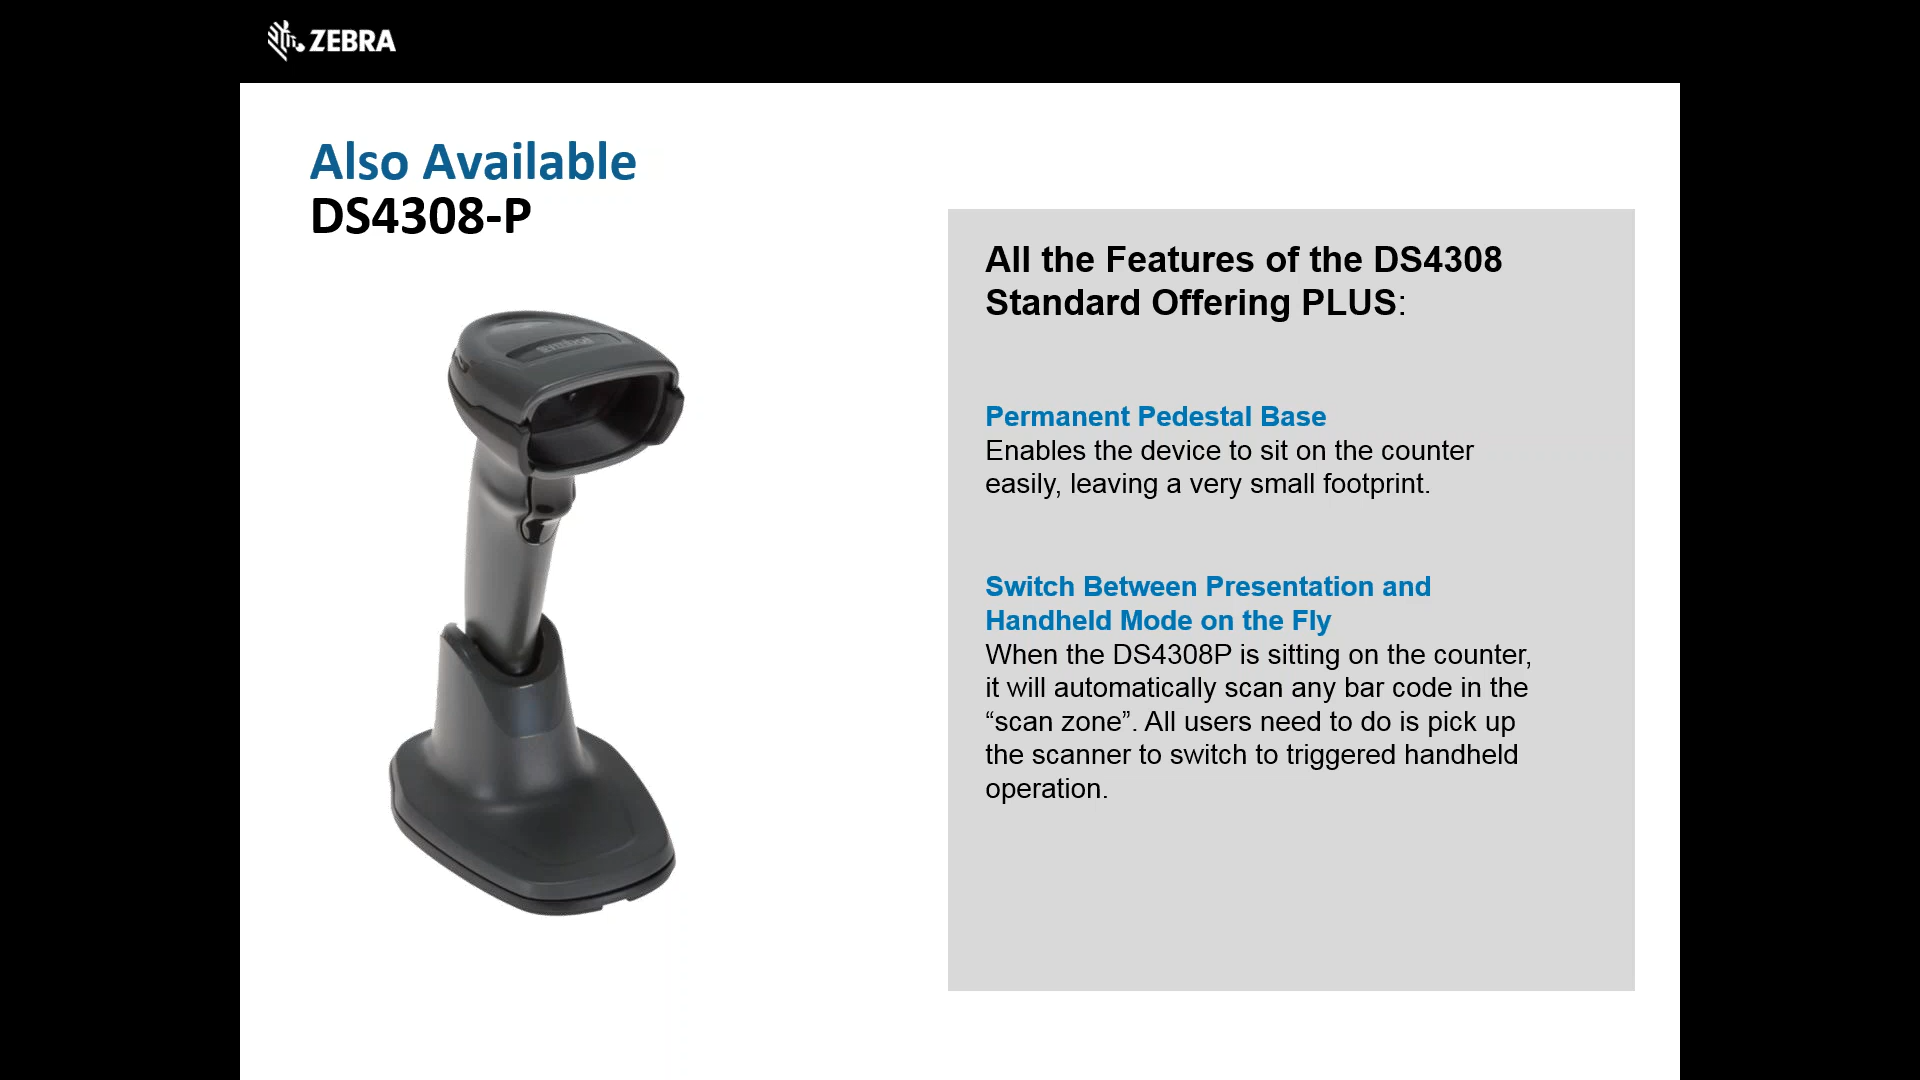 ZEBRA
Also Available
DS4308-P
symbol
All the Features of the DS4308
Standard Offering PLUS:
Permanent Pedestal Base
Enables the device to sit on the counter
easily, leaving a very small footprint.
Switch Between Presentation and
Handheld Mode on the Fly
When the DS4308P is sitting on the counter,
it will automatically scan any bar code in the
“scan zone”. All users need to do is pick up
the scanner to switch to triggered handheld
operation.